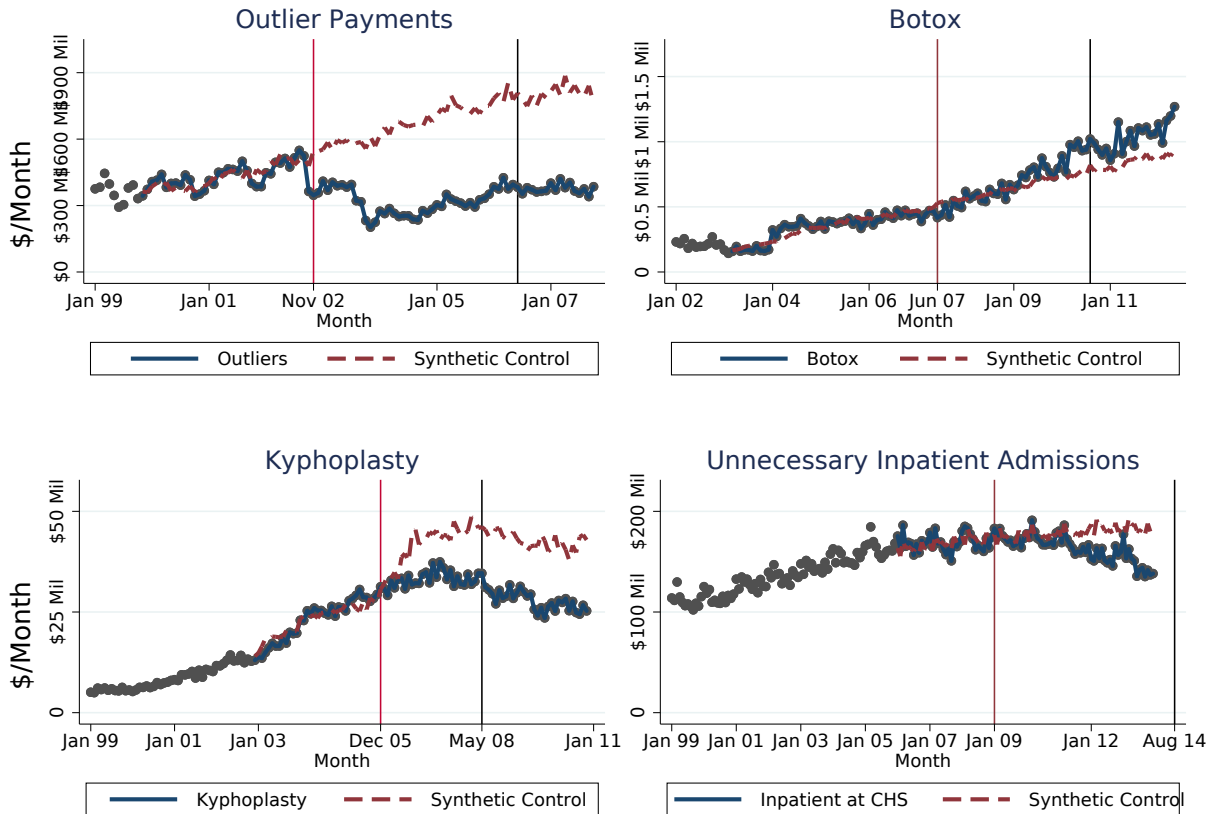 Outlier Payments
$/Month
$900 Mil
$600 Mil
$300 Mil
$0
Jan 99 Jan 01 Nov 02 Jan 05 Jan 07
Month
Outliers Synthetic Control
Botox
$1.5 Mil
$1 Mil
$0.5 Mil
0
Jan 02 Jan 04 Jan 06 Jun 07 Jan 09 Jan 11
Month
Botox Synthetic Control
Kyphoplasty
$/Month
$50 Mil
$25 Mil
0
Jan 99 Jan 01 Jan 03 Dec 05 May 08 Jan 11
Month
Kyphoplasty Synthetic Control
Unnecessary Inpatient Admissions
$200 Mil
$100 Mil
0
Jan 99 Jan 01 Jan 03 Jan 05 Jan 07 Jan 09 Jan 12 Aug 14
Month
Inpatient at CHS Synthetic Control